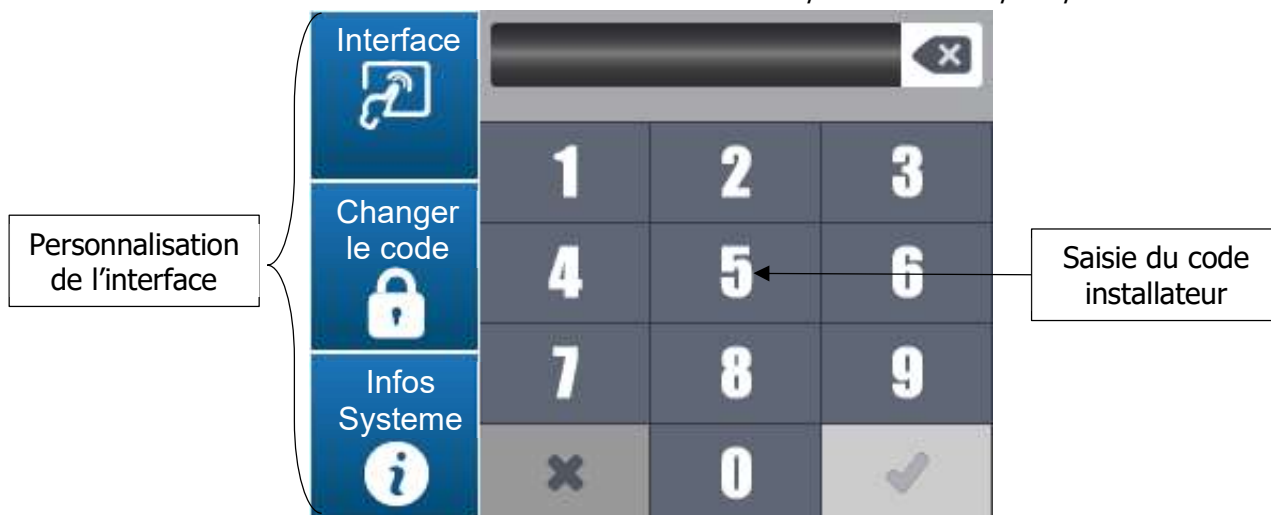 Interface
1 2 3
Changer
le code
Personnalisation
de l'interface
4 5 6
Saisie du code
installateur
7 8 9
Infos
Systeme
0